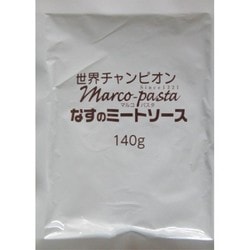 世界チャンピオン
Since1221
Marco-pasta
マルコ パスタ
なすのミートソース
140g